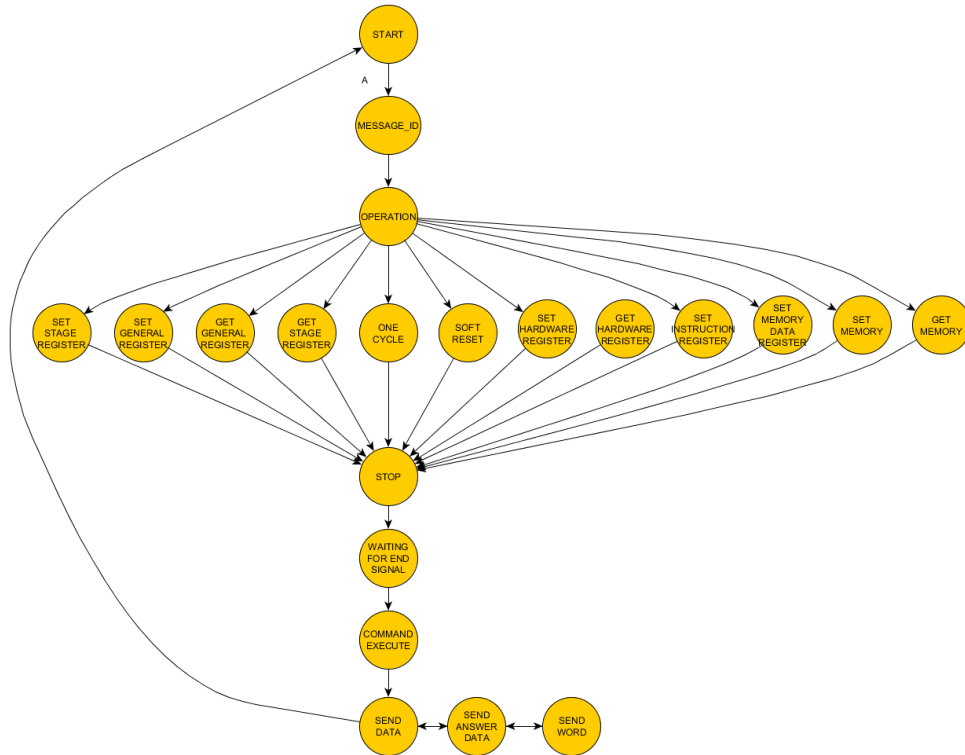 START
A
MESSAGE_ID
OPERATION
SET
STAGE
REGISTER
SET
GENERAL
REGISTER
GET
GENERAL
REGISTER
GET
STAGE
REGISTER
ONE
CYCLE
SOFT
RESET
SET
HARDWARE
REGISTER
GET
HARDWARE
REGISTER
SET
INSTRUCTION
REGISTER
SET
MEMORY
DATA
REGISTER
SET
MEMORY
GET
MEMORY
STOP
WAITING
FOR END
SIGNAL
COMMAND
EXECUTE
SEND
DATA
SEND
ANSWER
DATA
SEND
WORD